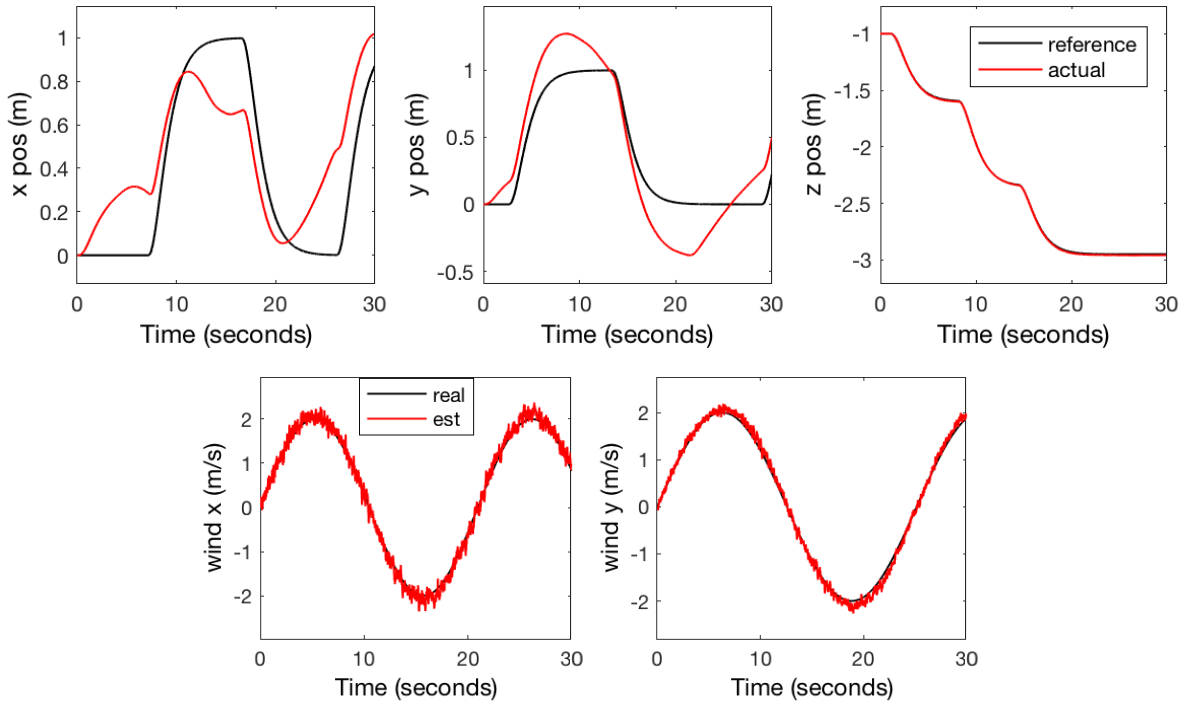 x pos (m)
1
0.8
0.6
0.4
0.2
0
0 10 20 30
Time (seconds)
y pos (m)
1
0.5
0
-0.5
0 10 20 30
Time (seconds)
z pos (m)
-1
-1.5
-2
-2.5
-3
0 10 20 30
Time (seconds)
reference
actual
wind x (m/s)
2
1
0
-1
-2
0 10 20 30
Time (seconds)
real
est
wind y (m/s)
2
1
0
-1
-2
0 10 20 30
Time (seconds)